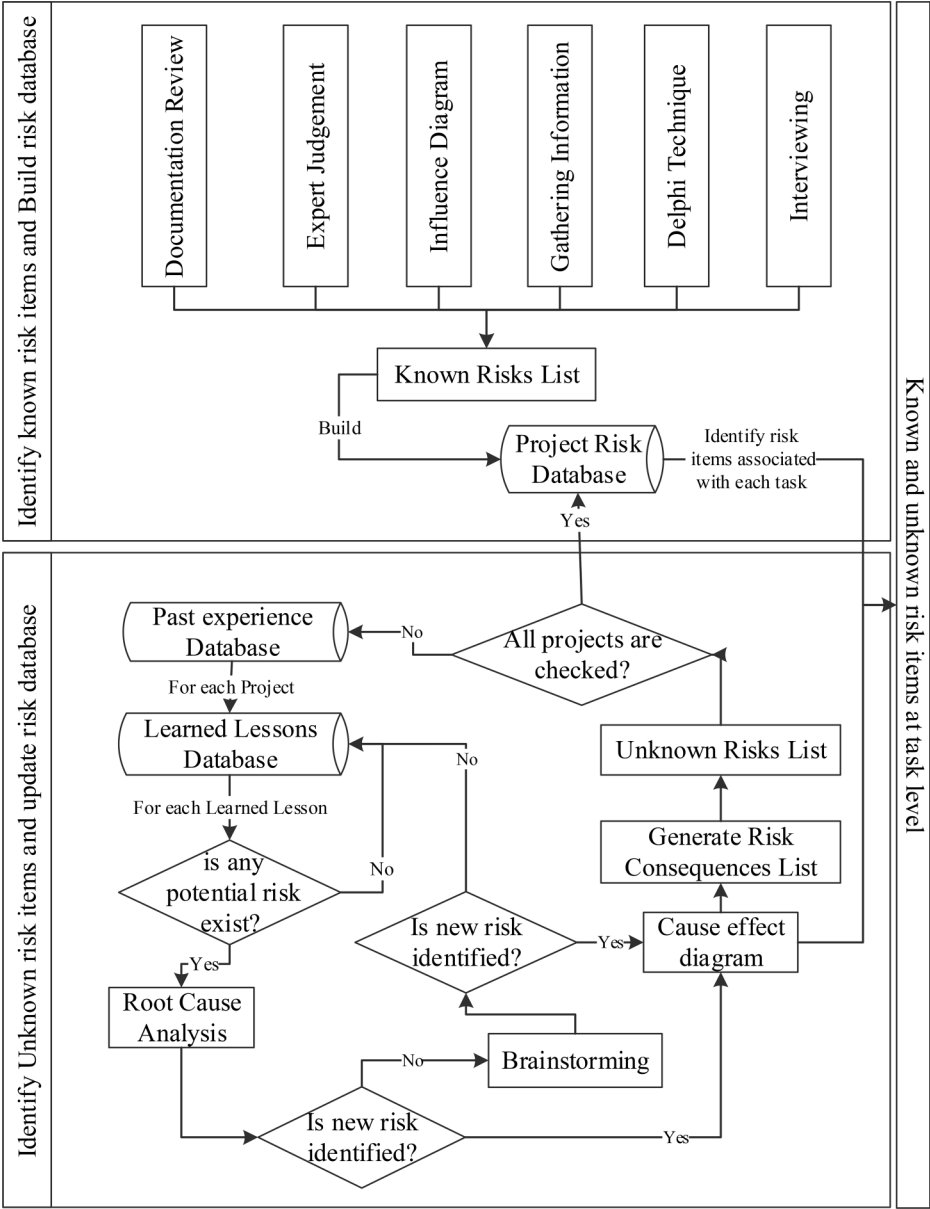 Identify known risk items and Build risk database
Documentation Review
Expert Judgement
Influence Diagram
Gathering Information
Delphi Technique
Interviewing
Known Risks List
Build
Project Risk
Database
Identify risk
items associated
with each task
Yes
Known and unknown risk items at task level
Identify Unknown risk items and update risk database
Past experience
Database
No
All projects are
checked?
For each Project
Learned Lessons
Database
No
Unknown Risks List
For each Learned Lesson
Generate Risk
Consequences List
is any
potential risk
exist?
No
Is new risk
identified?
Yes
Cause effect
diagram
Yes
Root Cause
Analysis
No
Brainstorming
Is new risk
identified?
Yes